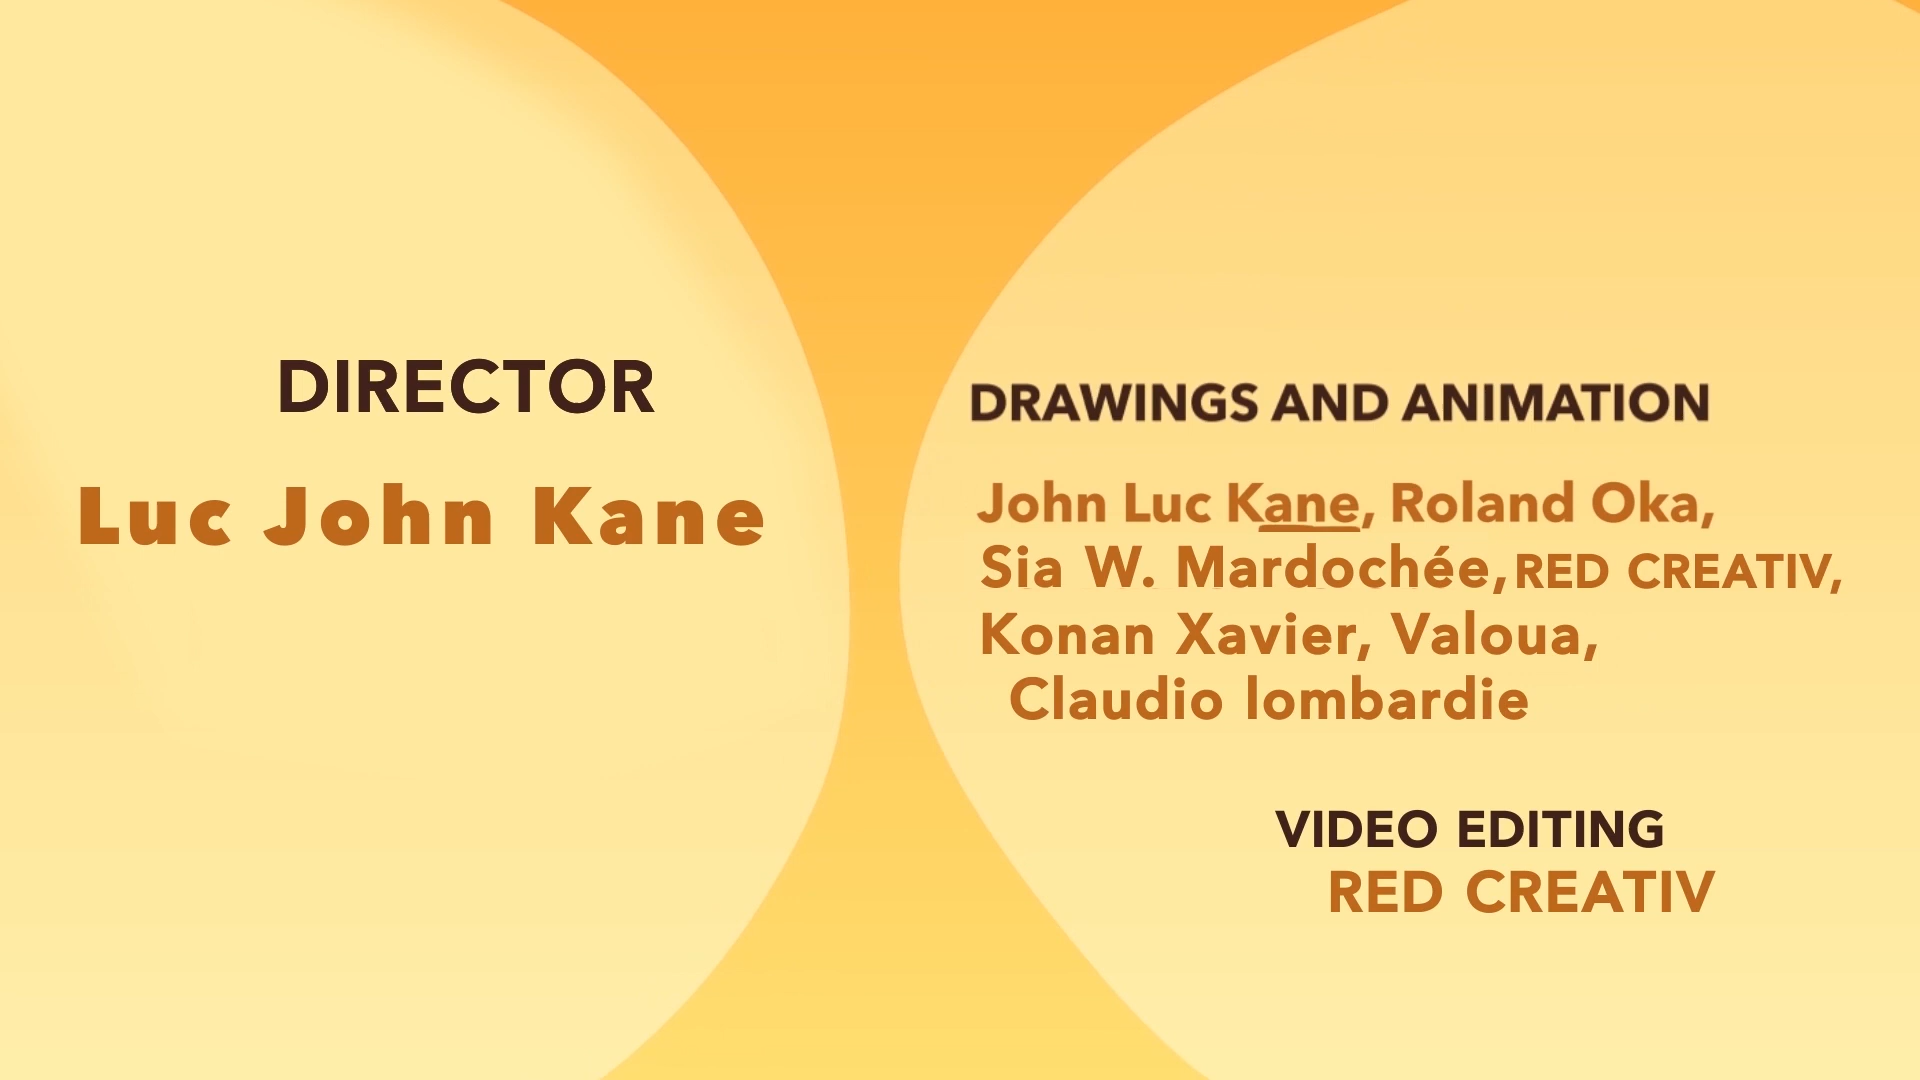 DIRECTOR
Luc John Kane
DRAWINGS AND ANIMATION
John Luc Kane, Roland Oka,
Sia W. Mardochée, RED CREATIV,
Konan Xavier, Valoua,
Claudio lombardie
VIDEO EDITING
RED CREATIV